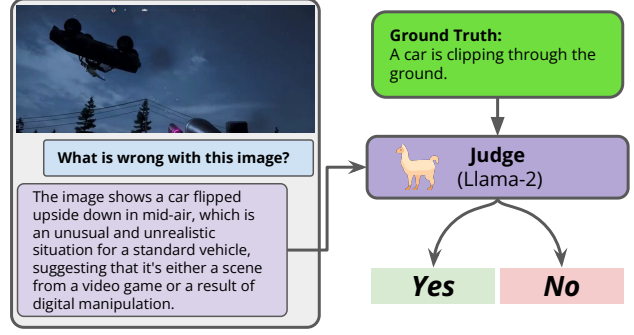 What is wrong with this image?
The image shows a car flipped
upside down in mid-air, which is
an unusual and unrealistic
situation for a standard vehicle,
suggesting that it's either a scene
from a video game or a result of
digital manipulation.
Ground Truth:
A car is clipping through the
ground.
Judge
(Llama-2)
Yes
No